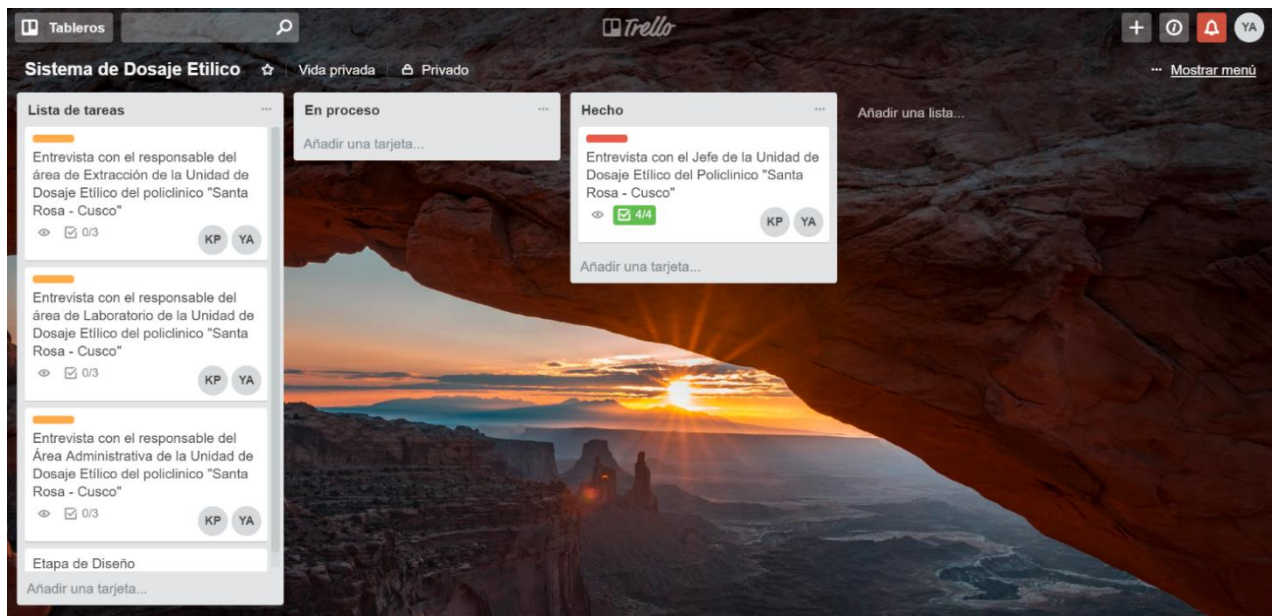 Tableros
Trello
YA
Sistema de Dosaje Etilico
Vida privada
Privado
... Mostrar menú
Lista de tareas
...
Entrevista con el responsable del
área de Extracción de la Unidad de
Dosaje Etílico del policlinico "Santa
Rosa - Cusco"
0/3
KP YA
Entrevista con el responsable del
área de Laboratorio de la Unidad de
Dosaje Etílico del policlinico "Santa
Rosa - Cusco"
0/3
KP YA
Entrevista con el responsable del
Área Administrativa de la Unidad de
Dosaje Etílico del policlinico "Santa
Rosa - Cusco"
0/3
KP YA
Etapa de Diseño
Añadir una tarjeta...
En proceso
...
Añadir una tarjeta...
Hecho
...
Entrevista con el Jefe de la Unidad de
Dosaje Etílico del Policlinico "Santa
Rosa - Cusco"
4/4
KP YA
Añadir una tarjeta...
Añadir una lista...